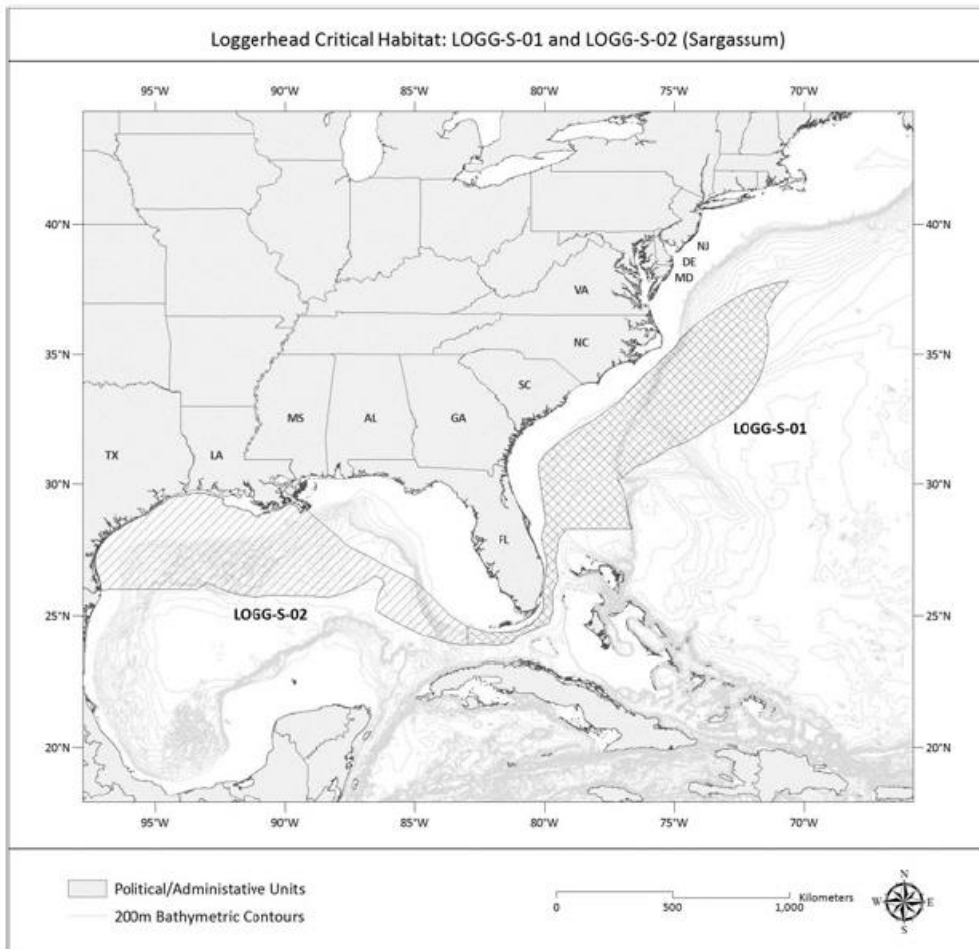 Loggerhead Critical Habitat: LOGG-S-01 and LOGG-S-02 (Sargassum)
95°W 90°W 85°W 80°W 75°W 70°W
40°N 40°N
NJ
DE
MD
VA
35°N 35°N
NC
SC
MS AL GA
LOGG-S-01
TX LA
30°N 30°N
FL
LOGG-S-02
25°N 25°N
20°N 20°N
95°W 90°W 85°W 80°W 75°W 70°W
Political/Administative Units
200m Bathymetric Contours
Kilometers
0 500 1,000
N
W E
S